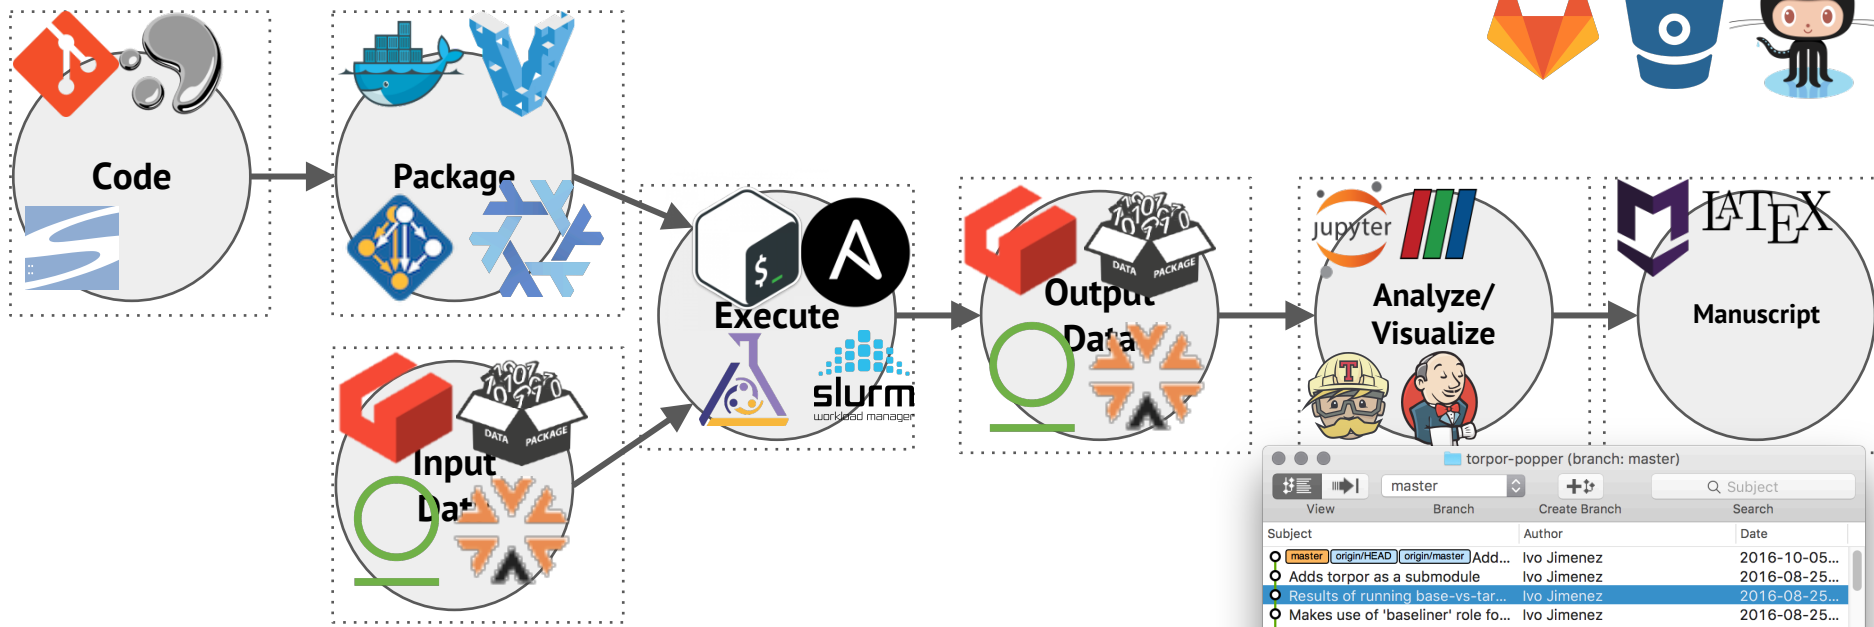 Code
Package
$_
Execute
slurm
workload manager
DATA PACKAGE
Input
Dat
DATA PACKAGE
Output
Data
jupyter
Analyze/
Visualize
T
LATEX
Manuscript
torpor-popper (branch: master)
master
Subject
View Branch Create Branch Search
Subject Author Date
master origin/HEAD origin/master Add... Ivo Jimenez 2016-10-05...
Adds torpor as a submodule Ivo Jimenez 2016-08-25...
Results of running base-vs-tar... Ivo Jimenez 2016-08-25...
Makes use of 'baseliner' role fo... Ivo Jimenez 2016-08-25...